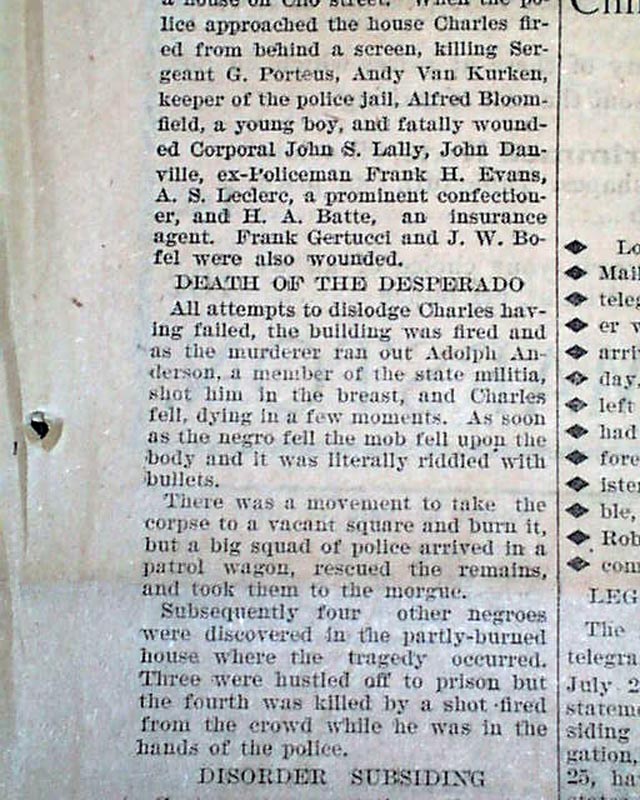 a house on Clio street. When the po-
lice approached the house Charles fir-
ed from behind a screen, killing Ser-
geant G. Porteus, Andy Van Kurken,
keeper of the police jail, Alfred Bloom-
field, a young boy, and fatally wound-
ed Corporal John S. Lally, John Dan-
ville, ex-Policeman Frank H. Evans,
A. S. Leclerc, a prominent confection-
er, and H. A. Batte, an insurance
agent. Frank Gertucci and J. W. Bo-
fel were also wounded.
DEATH OF THE DESPERADO
All attempts to dislodge Charles hav-
ing failed, the building was fired and
as the murderer ran out Adolph An-
derson, a member of the state militia,
shot him in the breast, and Charles
fell, dying in a few moments. As soon
as the negro fell the mob fell upon the
body and it was literally riddled with
bullets.
There was a movement to take the
corpse to a vacant square and burn it,
but a big squad of police arrived in a
patrol wagon, rescued the remains,
and took them to the morgue.
Subsequently four other negroes
were discovered in the partly-burned
house where the tragedy occurred.
Three were hustled off to prison but
the fourth was killed by a shot fired
from the crowd while he was in the
hands of the police.
DISORDER SUBSIDING
Lo
Mail
teleg
er w
arri
day,
left
had
fore
ister
ble,
Rob
com
LEG
The
telegra
July 2
stateme
siding
gation,
25, ha